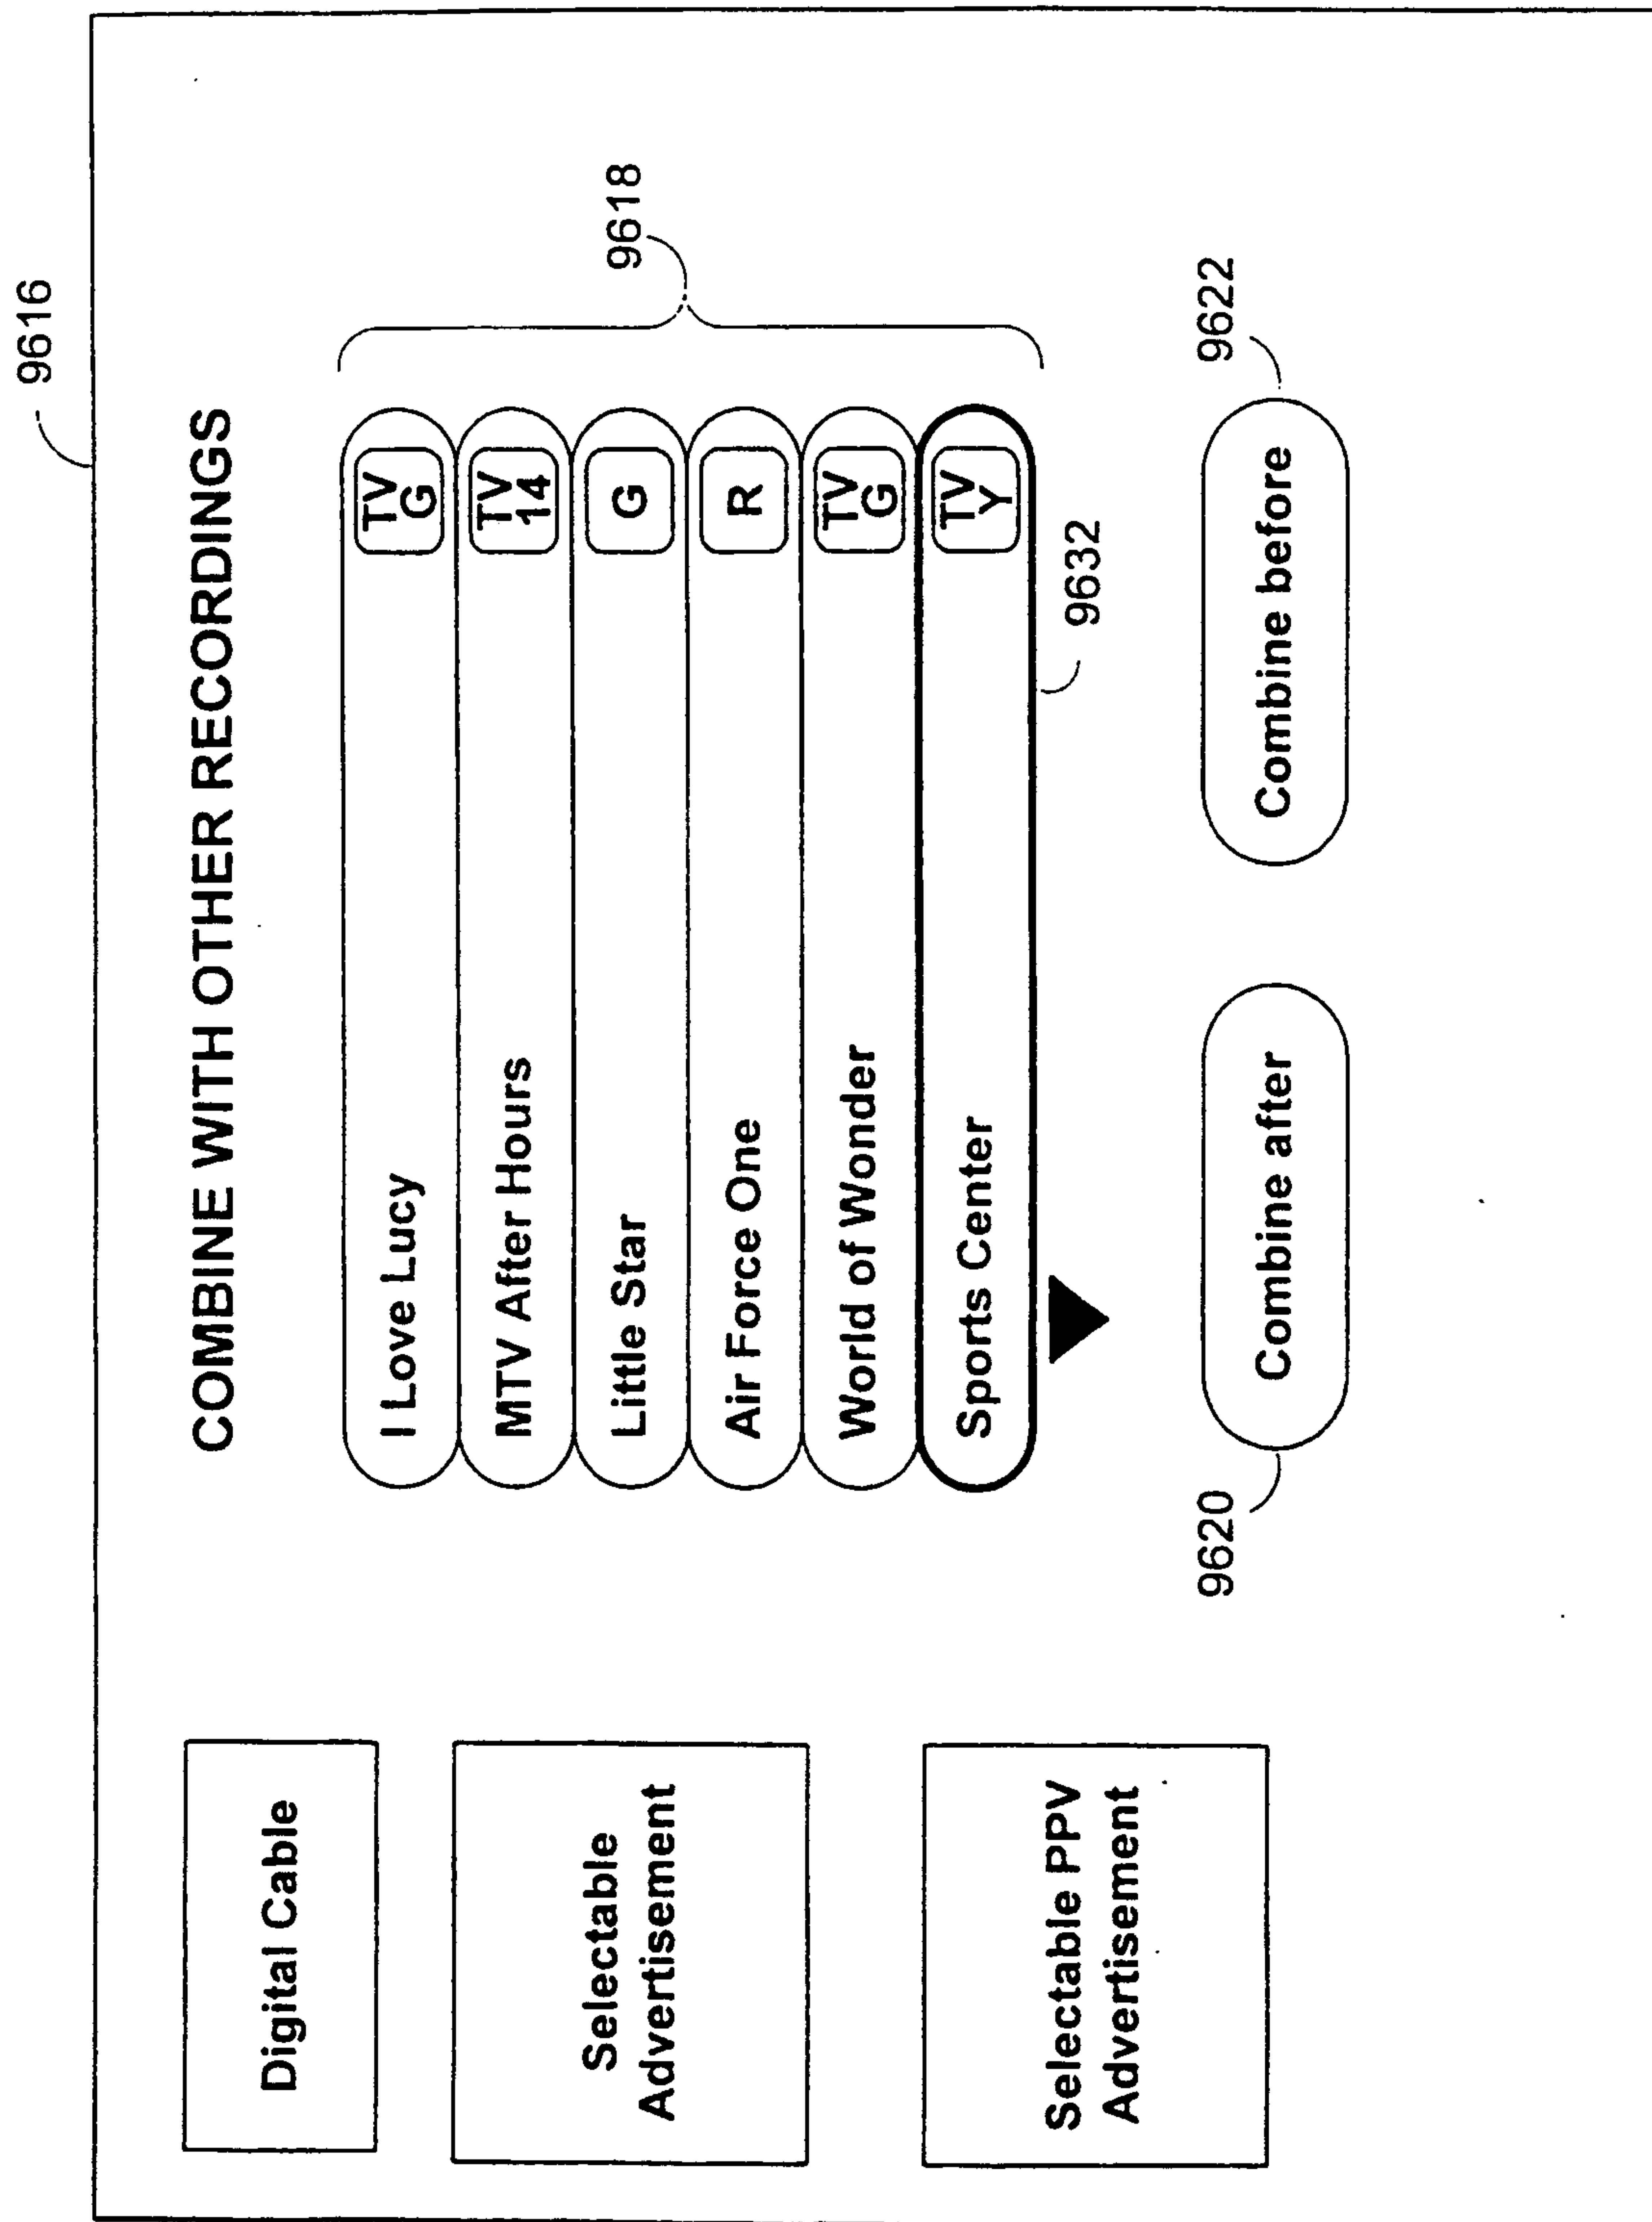 9616
COMBINE WITH OTHER RECORDINGS
Digital Cable
Selectable
Advertisement
Selectable PPV
Advertisement
I Love Lucy
TV
G
MTV After Hours
TV
14
Little Star
G
Air Force One
R
World of Wonder
TV
G
Sports Center
TV
Y
9618
9632
9620
Combine after
Combine before
9622